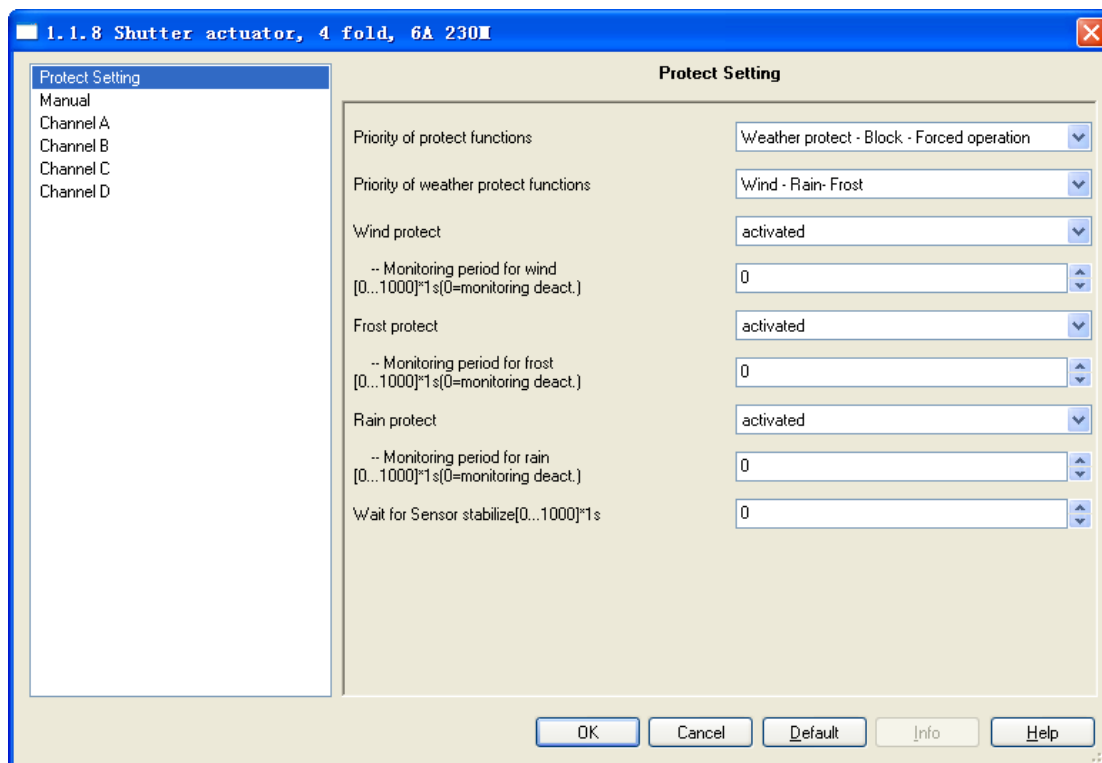 1.1.8 Shutter actuator, 4 fold, 6A 230M
Protect Setting
Manual
Channel A
Channel B
Channel C
Channel D
Protect Setting
Priority of protect functions
Weather protect - Block - Forced operation
Priority of weather protect functions
Wind - Rain- Frost
Wind protect
activated
-- Monitoring period for wind
[0...1000]*1s(0=monitoring deact.)
0
Frost protect
activated
-- Monitoring period for frost
[0...1000]*1s(0=monitoring deact.)
0
Rain protect
activated
-- Monitoring period for rain
[0...1000]*1s(0=monitoring deact.)
0
Wait for Sensor stabilize[0...1000]*1s
0
OK
Cancel
Default
Info
Help